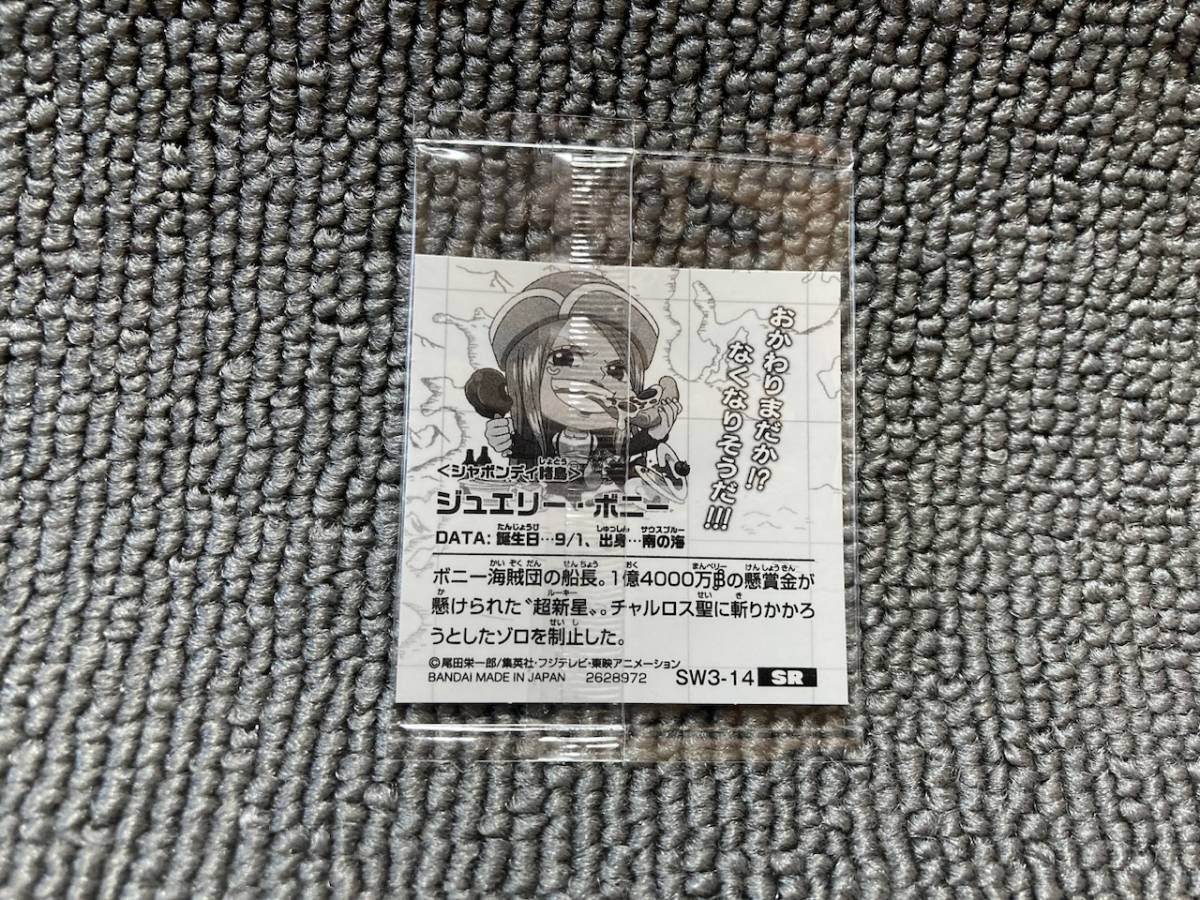 おかわりまだか!?
なくなりそうだ!!!
<シャボンディ諸島>
ジュエリー・ボニー
DATA: 誕生日…9/1、出身…南の海
ボニー海賊団の船長。1億4000万の懸賞金が
懸けられた〝超新星〟。チャルロス聖に斬りかかろ
うとしたゾロを制止した。
©尾田栄一郎/集英社・フジテレビ・東映アニメーション
BANDAI MADE IN JAPAN 2628972 SW3-14 SR